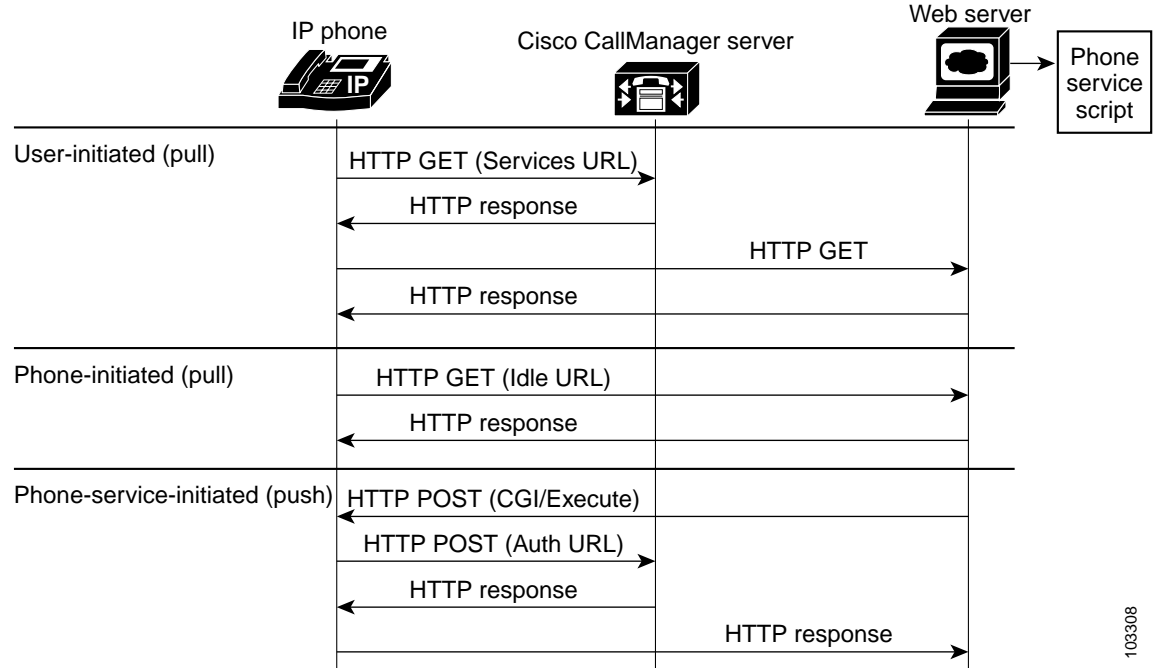 IP phone
Cisco CallManager server
Web server
IP
Phone
service
script
User-initiated (pull)
HTTP GET (Services URL)
HTTP response
HTTP GET
HTTP response
Phone-initiated (pull)
HTTP GET (Idle URL)
HTTP response
Phone-service-initiated (push)
HTTP POST (CGI/Execute)
HTTP POST (Auth URL)
HTTP response
HTTP response
103308